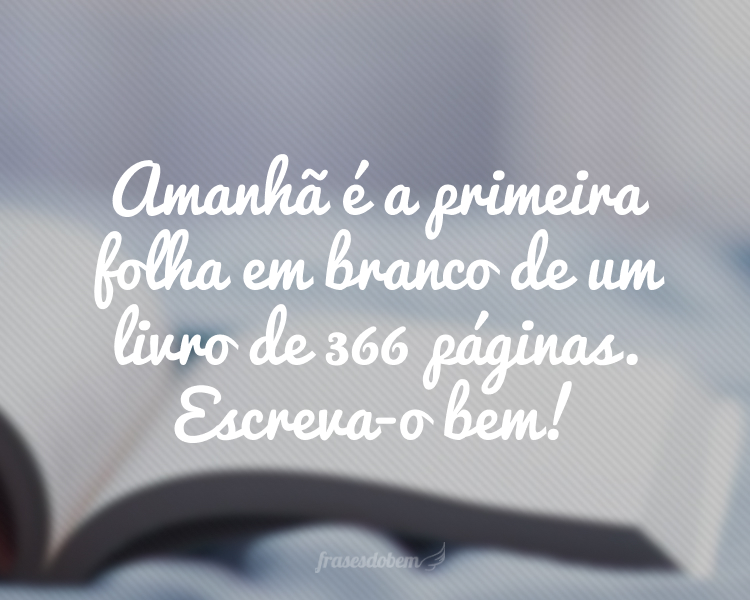 Amanhã é a primeira
folha em branco de um
livro de 366 páginas.
Escreva-o bem!
frasesdobem